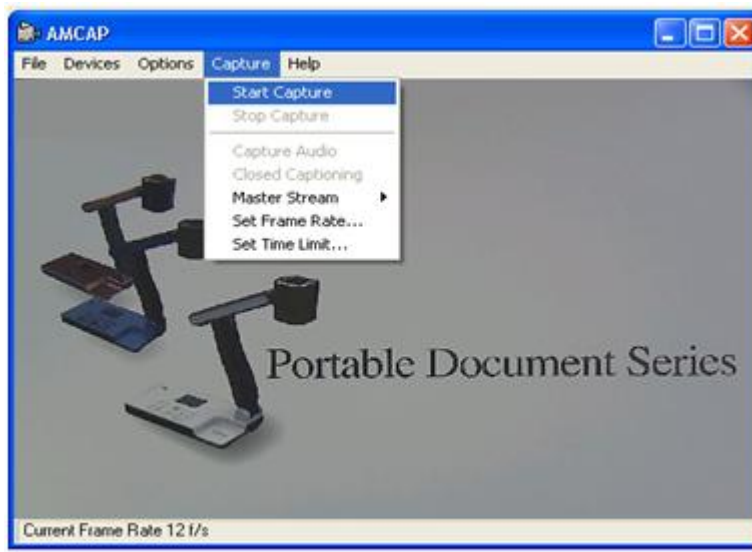 AMCAP
File Devices Options Capture Help
Start Capture
Stop Capture
Capture Audio
Closed Captioning
Master Stream
Set Frame Rate...
Set Time Limit...
Portable Document Series
Current Frame Rate 12 f/s